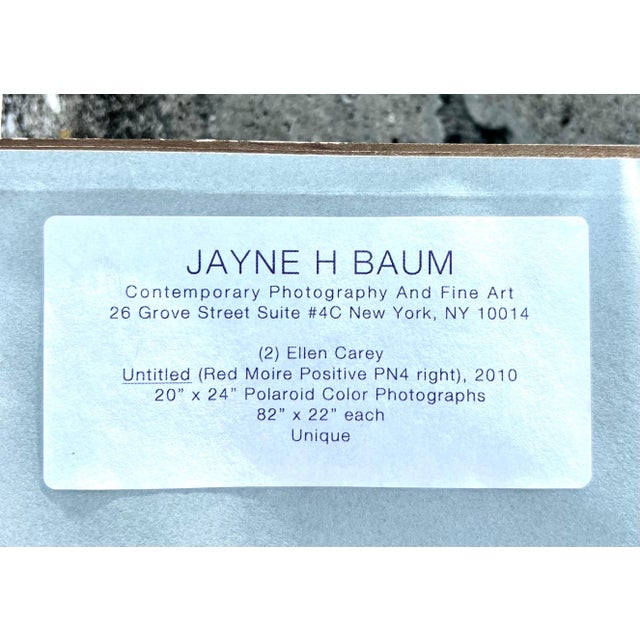 JAYNE H BAUM
Contemporary Photography And Fine Art
26 Grove Street Suite #4C New York, NY 10014
(2) Ellen Carey
Untitled (Red Moire Positive PN4 right), 2010
20” x 24” Polaroid Color Photographs
82” x 22” each
Unique